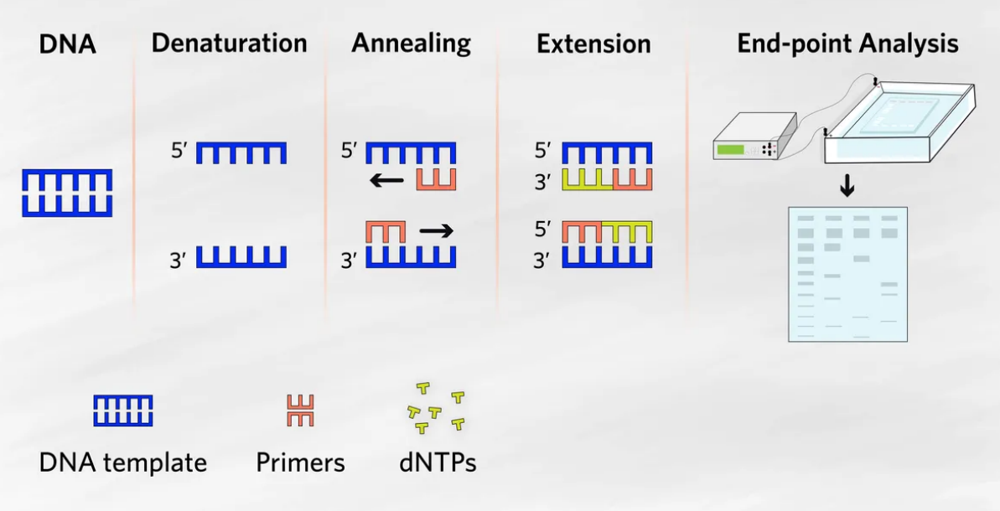 DNA
Denaturation
Annealing
Extension
End-point Analysis
5′
5′
5′
3′
5′
3′
3′
3′
DNA template
Primers
dNTPs